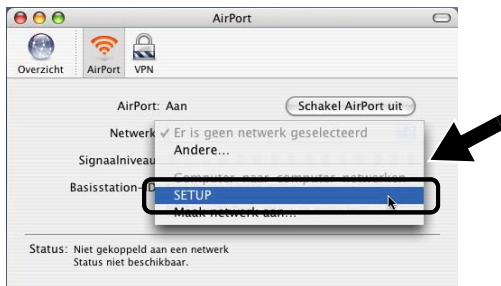 AirPort
Overzicht AirPort VPN
AirPort: Aan Schakel AirPort uit
Netwerk ✓ Er is geen netwerk geselecteerd
Andere...
Signaalniveau
Computer-naar-computer-netwerken
Basisstation-ID
SETUP
Maak netwerk aan...
Status: Niet gekoppeld aan een netwerk
Status niet beschikbaar.